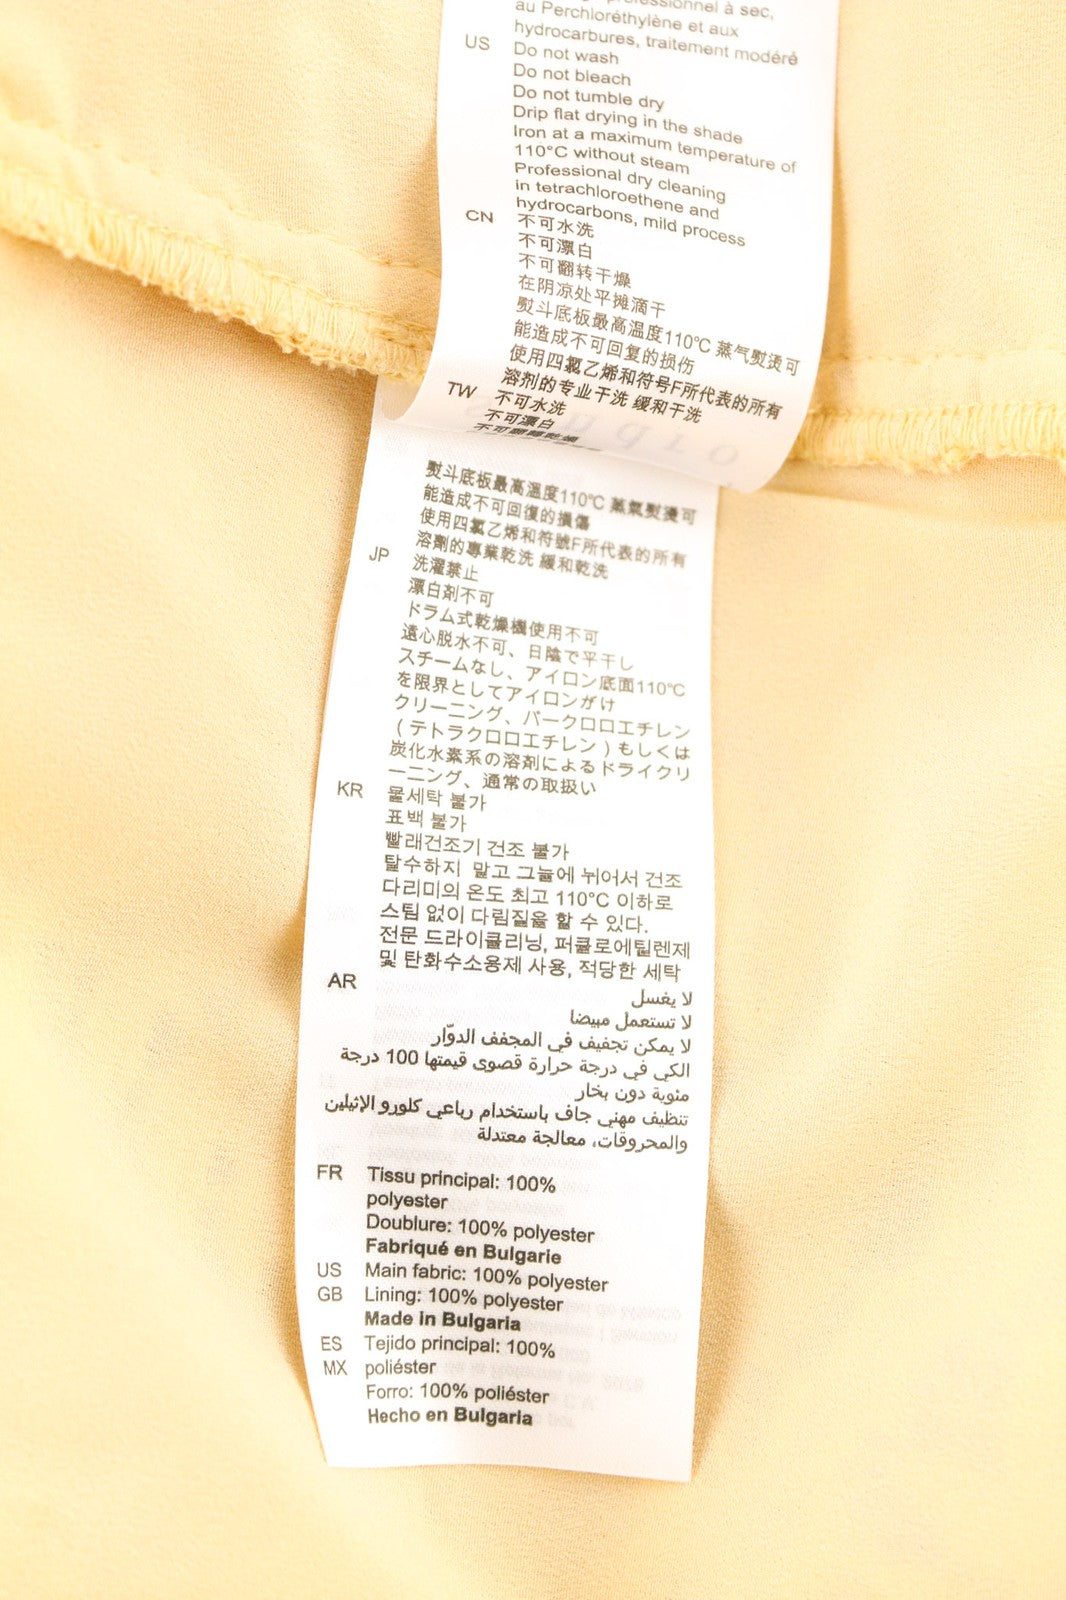 professionnel à sec,
au Perchloréthylène et aux
hydrocarbures, traitement modéré
US Do not wash
Do not bleach
Do not tumble dry
Drip flat drying in the shade
Iron at a maximum temperature of
110°C without steam
Professional dry cleaning
in tetrachloroethene and
hydrocarbons, mild process
CN 不可水洗
不可漂白
不可翻转干燥
在阴凉处平摊滴干
熨斗底板最高温度110℃ 蒸气熨烫可
能造成不可回复的损伤
使用四氯乙烯和符号F所代表的所有
溶剂的专业干洗 缓和干洗
TW 不可水洗
不可漂白
不可翻轉乾燥
熨斗底板最高溫度110℃ 蒸氣熨燙可
能造成不可回復的損傷
使用四氯乙烯和符號F所代表的所有
溶劑的專業乾洗 緩和乾洗
JP 洗濯禁止
漂白剤不可
ドラム式乾燥機使用不可
遠心脱水不可、日陰で平干し
スチームなし、アイロン底面110℃
を限界としてアイロンがけ
クリーニング、パークロロエチレン
(テトラクロロエチレン)もしくは
炭化水素系の溶剤によるドライクリ
ーニング、通常の取扱い
KR 물세탁 불가
표백 불가
빨래건조기 건조 불가
탈수하지 말고 그늘에 뉘어서 건조
다리미의 온도 최고 110°C 이하로
스팀 없이 다림질을 할 수 있다.
전문 드라이클리닝, 퍼클로에틸렌제
및 탄화수소용제 사용, 적당한 세탁
AR لا يغسل
لا تستعمل مبيضا
لا يمكن تجفيف في المجفف الدوّار
الكي في درجة حرارة قصوى قيمتها 100 درجة
مئوية دون بخار
تنظيف مهني جاف باستخدام رباعي كلورو الإثيلين
والمحروقات، معالجة معتدلة
FR Tissu principal: 100%
polyester
Doublure: 100% polyester
Fabriqué en Bulgarie
US Main fabric: 100% polyester
GB Lining: 100% polyester
Made in Bulgaria
ES Tejido principal: 100%
MX poliéster
Forro: 100% poliéster
Hecho en Bulgaria